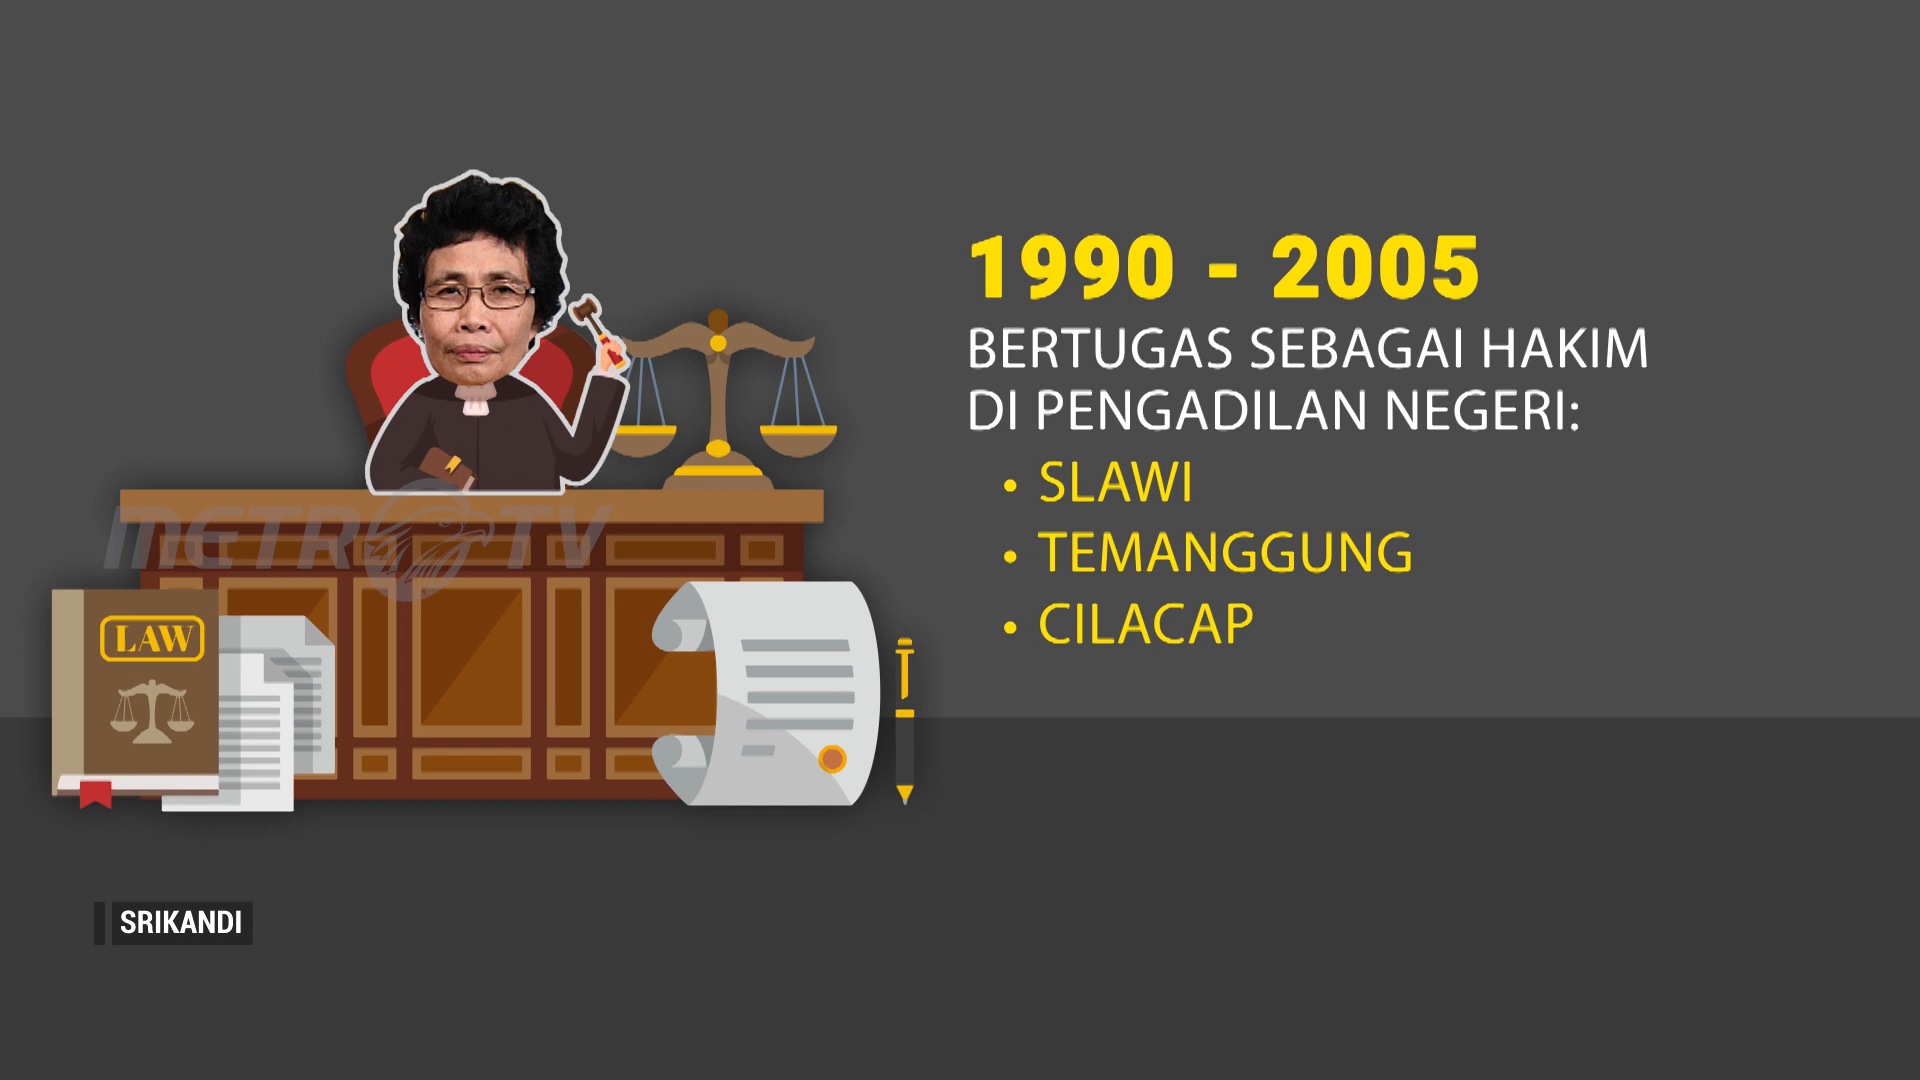 1990 - 2005
BERTUGAS SEBAGAI HAKIM
DI PENGADILAN NEGERI:
• SLAWI
• TEMANGGUNG
• CILACAP
METRO TV
LAW
SRIKANDI